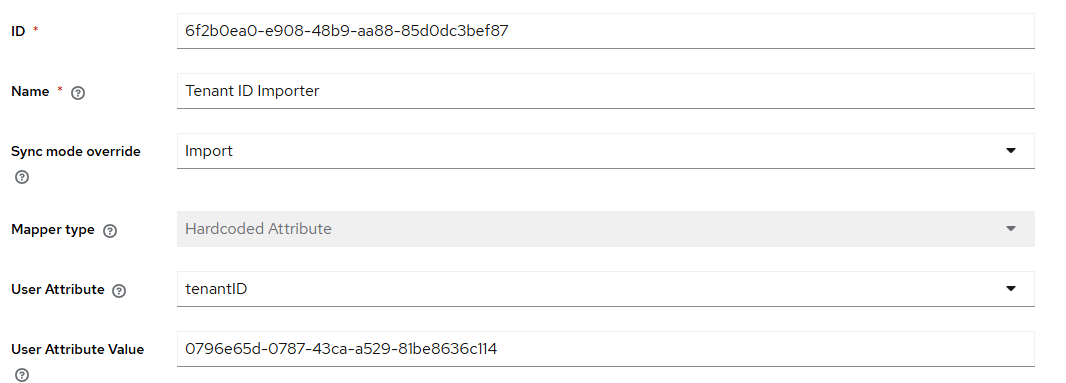 ID * 6f2b0ea0-e908-48b9-aa88-85d0dc3bef87
Name * Tenant ID Importer
Sync mode override Import
Mapper type Hardcoded Attribute
User Attribute tenantID
User Attribute Value 0796e65d-0787-43ca-a529-81be8636c114